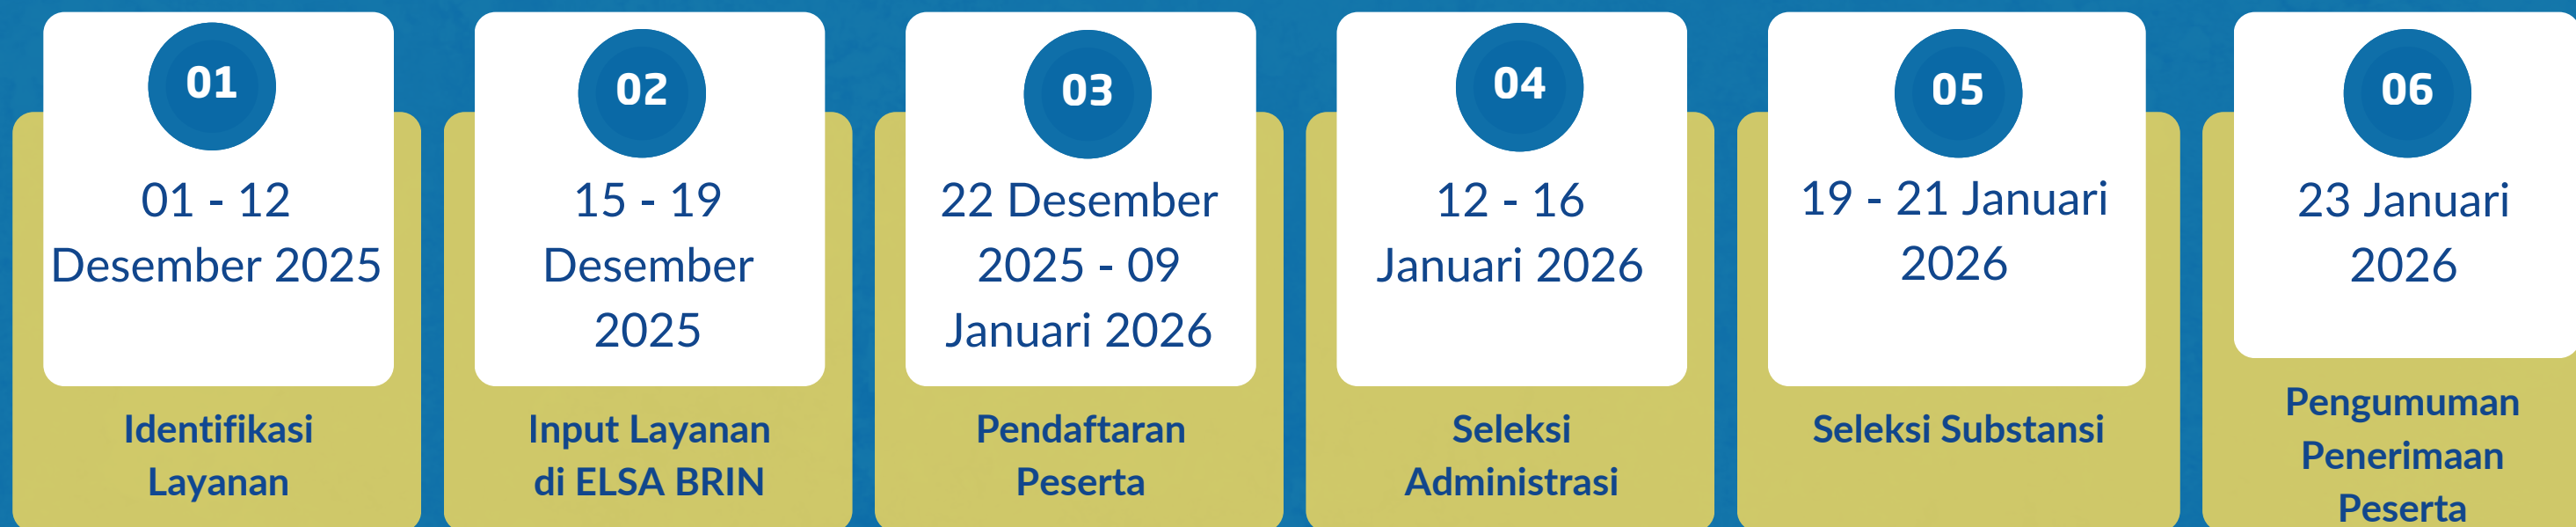 01
01 - 12
Desember 2025
Identifikasi
Layanan
02
15 - 19
Desember
2025
Input Layanan
di ELSA BRIN
03
22 Desember
2025 - 09
Januari 2026
Pendaftaran
Peserta
04
12 - 16
Januari 2026
Seleksi
Administrasi
05
19 - 21 Januari
2026
Seleksi Substansi
06
23 Januari
2026
Pengumuman
Penerimaan
Peserta